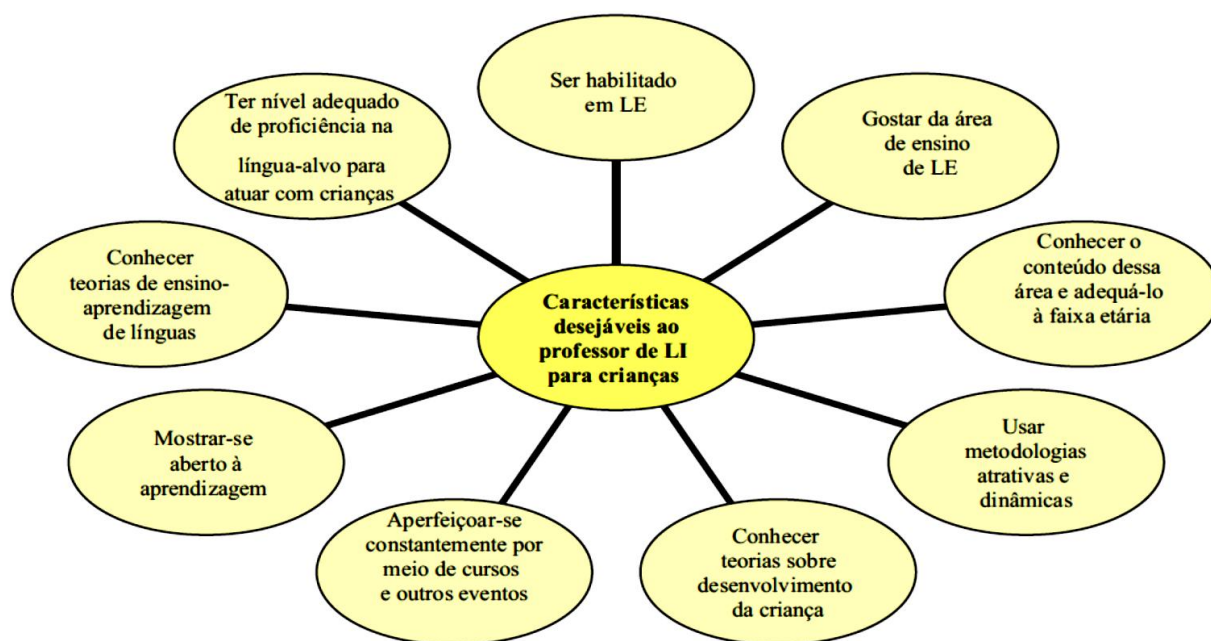 Ser habilitado
em LE
Gostar da área
de ensino
de LE
Conhecer o
conteúdo dessa
área e adequá-lo
à faixa etária
Usar
metodologias
atrativas e
dinâmicas
Conhecer
teorias sobre
desenvolvimento
da criança
Aperfeiçoar-se
constantemente por
meio de cursos
e outros eventos
Mostrar-se
aberto à
aprendizagem
Conhecer
teorias de ensino-
aprendizagem
de línguas
Ter nível adequado
de proficiência na
língua-alvo para
atuar com crianças
Características
desejáveis ao
professor de LI
para crianças